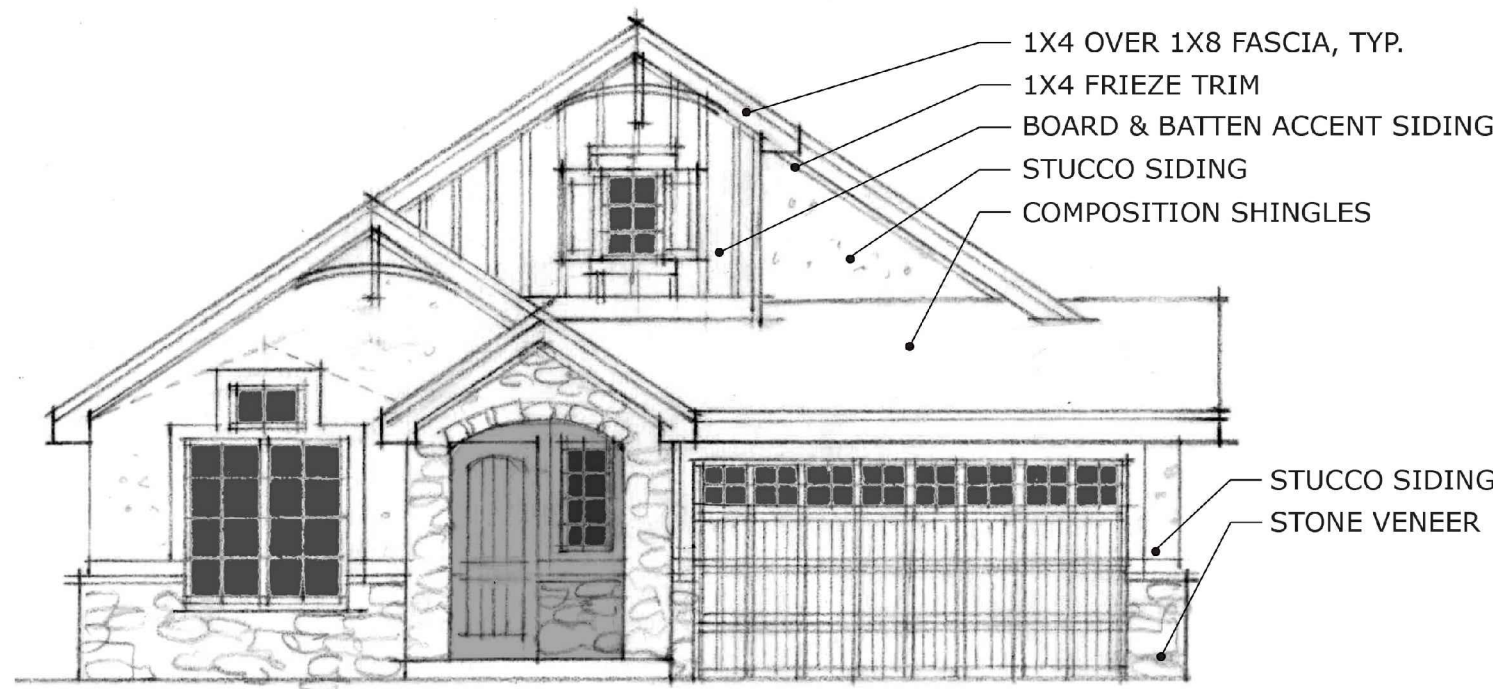 1X4 OVER 1X8 FASCIA, TYP.
1X4 FRIEZE TRIM
BOARD & BATTEN ACCENT SIDING
STUCCO SIDING
COMPOSITION SHINGLES
STUCCO SIDING
STONE VENEER